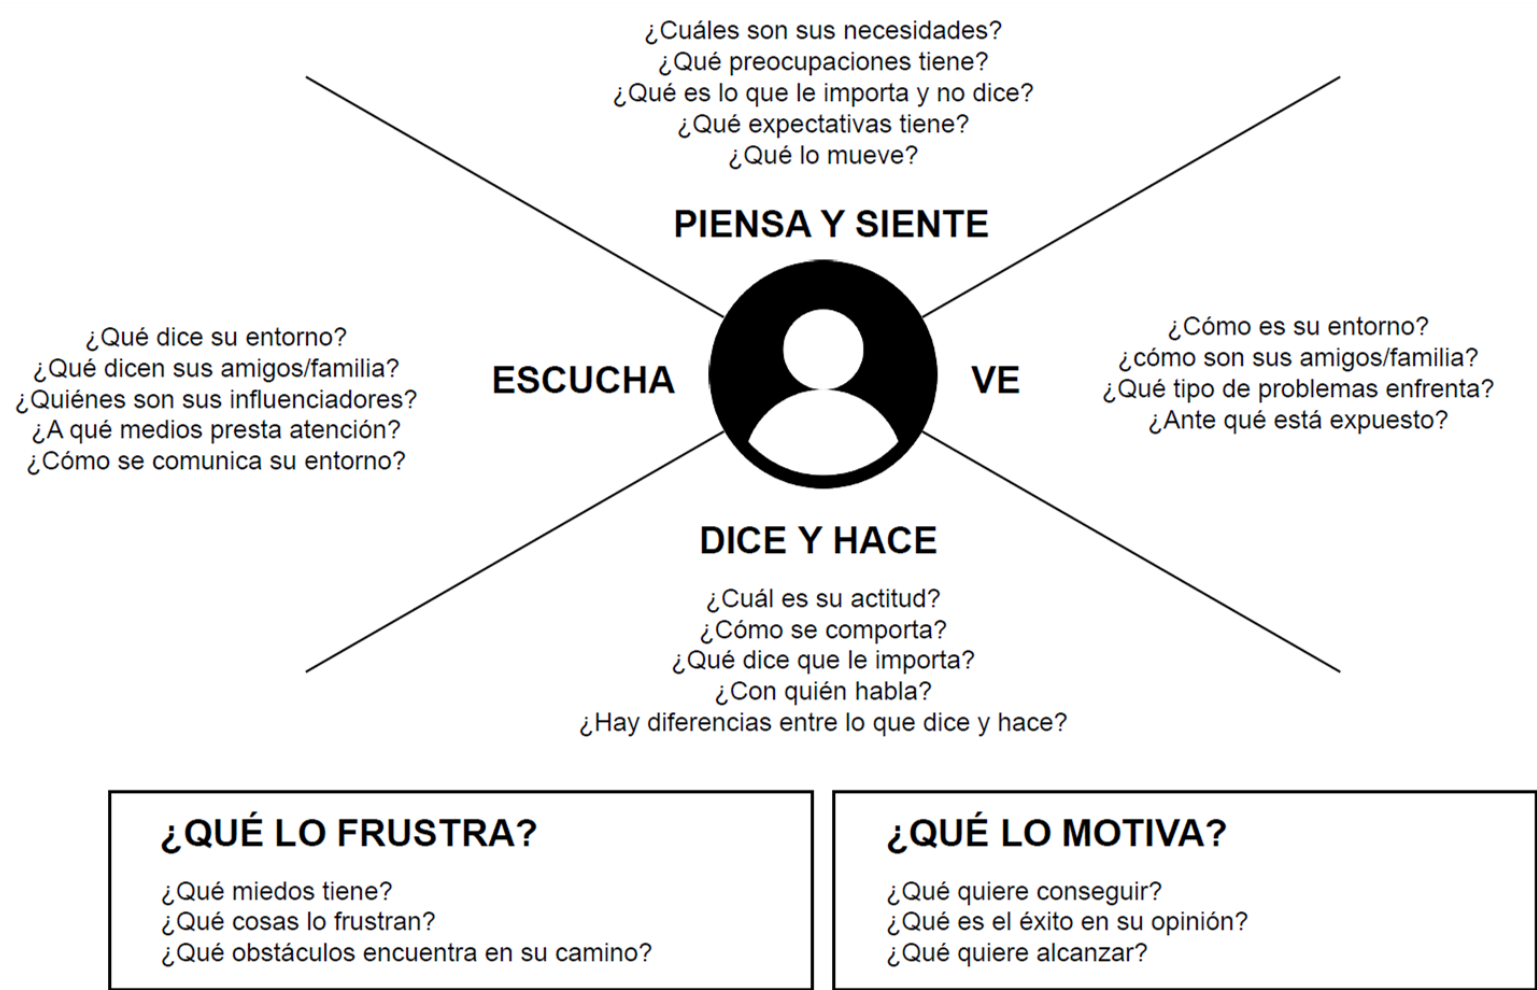 ¿Cuáles son sus necesidades?
¿Qué preocupaciones tiene?
¿Qué es lo que le importa y no dice?
¿Qué expectativas tiene?
¿Qué lo mueve?
PIENSA Y SIENTE
¿Qué dice su entorno?
¿Qué dicen sus amigos/familia?
¿Quiénes son sus influenciadores?
¿A qué medios presta atención?
¿Cómo se comunica su entorno?
ESCUCHA
VE
¿Cómo es su entorno?
¿cómo son sus amigos/familia?
¿Qué tipo de problemas enfrenta?
¿Ante qué está expuesto?
DICE Y HACE
¿Cuál es su actitud?
¿Cómo se comporta?
¿Qué dice que le importa?
¿Con quién habla?
¿Hay diferencias entre lo que dice y hace?
¿QUÉ LO FRUSTRA?
¿Qué miedos tiene?
¿Qué cosas lo frustran?
¿Qué obstáculos encuentra en su camino?
¿QUÉ LO MOTIVA?
¿Qué quiere conseguir?
¿Qué es el éxito en su opinión?
¿Qué quiere alcanzar?